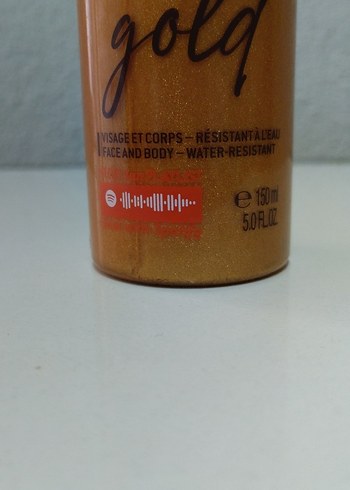 gold
VISAGE ET CORPS – RÉSISTANT À L'EAU
FACE AND BODY – WATER-RESISTANT
e 150 ml
5.0 FL.OZ.